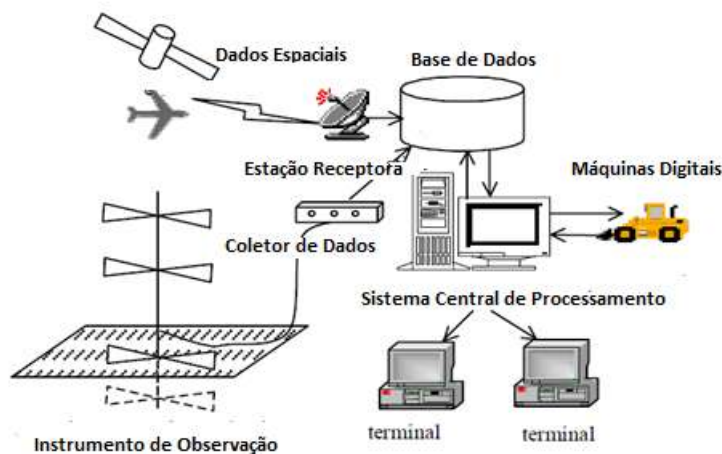 Dados Espaciais
Base de Dados
Estação Receptora
Máquinas Digitais
Coletor de Dados
Sistema Central de Processamento
terminal
terminal
Instrumento de Observação